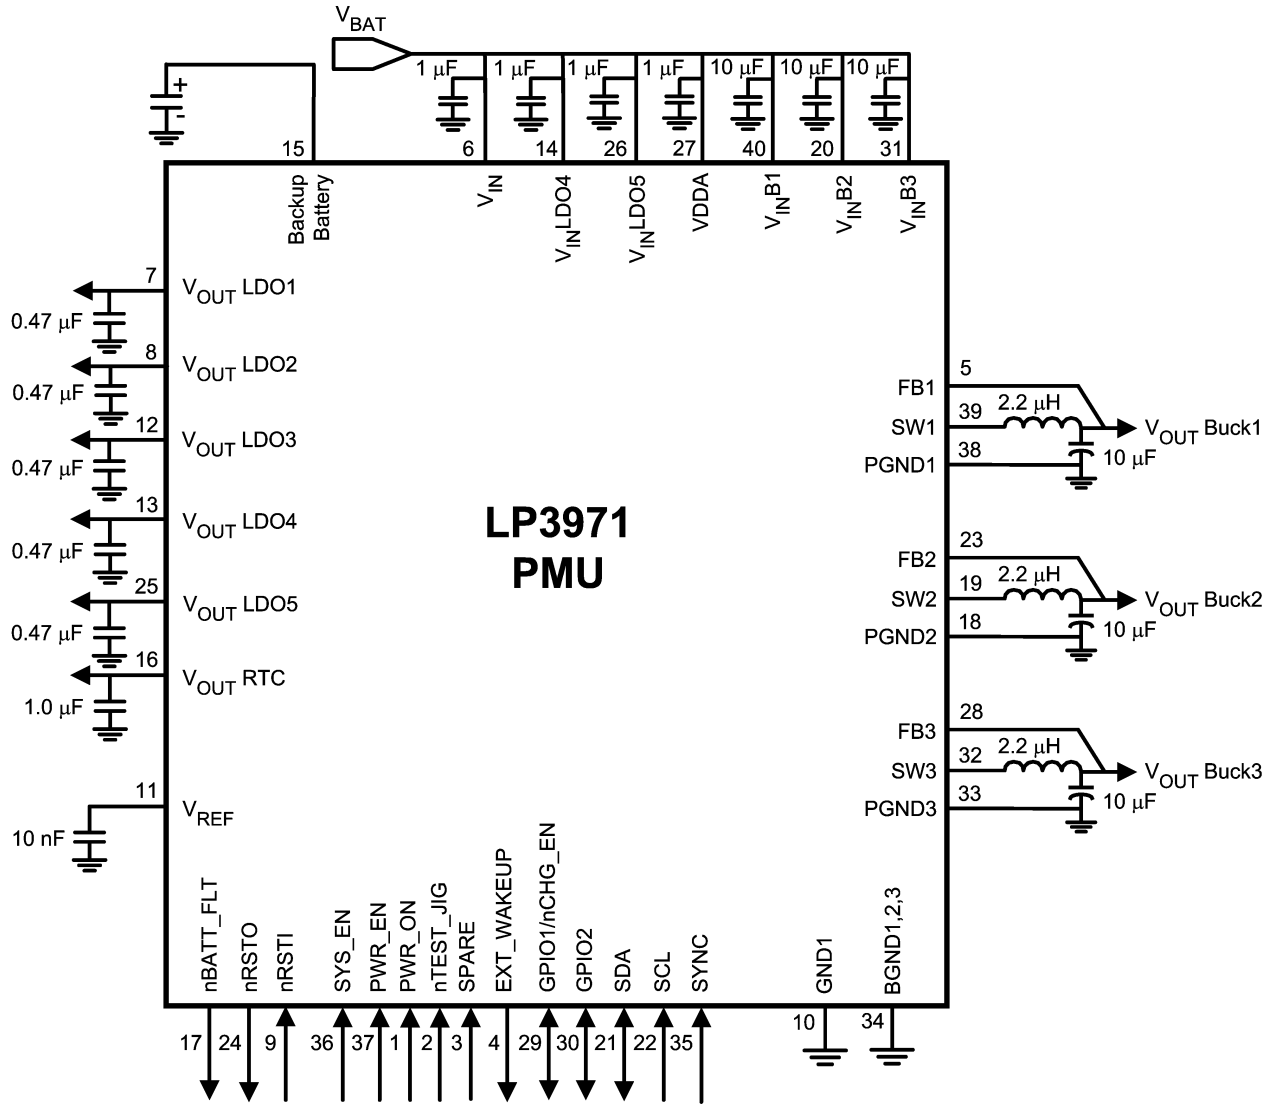 VBAT
+
-
1 µF
1 µF
1 µF
1 µF
10 µF
10 µF
10 µF
15
6
14
26
27
40
20
31
Backup
Battery
VIN
VINLDO4
VINLDO5
VDDA
VINB1
VINB2
VINB3
7
VOUT LDO1
0.47 µF
8
VOUT LDO2
0.47 µF
12
VOUT LDO3
0.47 µF
13
VOUT LDO4
0.47 µF
25
VOUT LDO5
0.47 µF
16
VOUT RTC
1.0 µF
11
VREF
10 nF
LP3971
PMU
5
FB1
2.2 µH
39
SW1
VOUT Buck1
38
PGND1
10 µF
23
FB2
2.2 µH
19
SW2
VOUT Buck2
18
PGND2
10 µF
28
FB3
2.2 µH
32
SW3
VOUT Buck3
33
PGND3
10 µF
nBATT_FLT
nRSTO
nRSTI
SYS_EN
PWR_EN
PWR_ON
nTEST_JIG
SPARE
EXT_WAKEUP
GPIO1/nCHG_EN
GPIO2
SDA
SCL
SYNC
GND1
BGND1,2,3
17
24
9
36
37
1
2
3
4
29
30
21
22
35
10
34